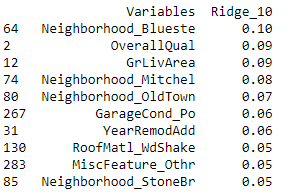 Variables Ridge_10
64 Neighborhood_Blueste 0.10
2 OverallQual 0.09
12 GrLivArea 0.09
74 Neighborhood_Mitchel 0.08
80 Neighborhood_OldTown 0.07
267 GarageCond_Po 0.06
31 YearRemodAdd 0.06
130 RoofMatl_WdShake 0.05
283 MiscFeature_Othr 0.05
85 Neighborhood_StoneBr 0.05